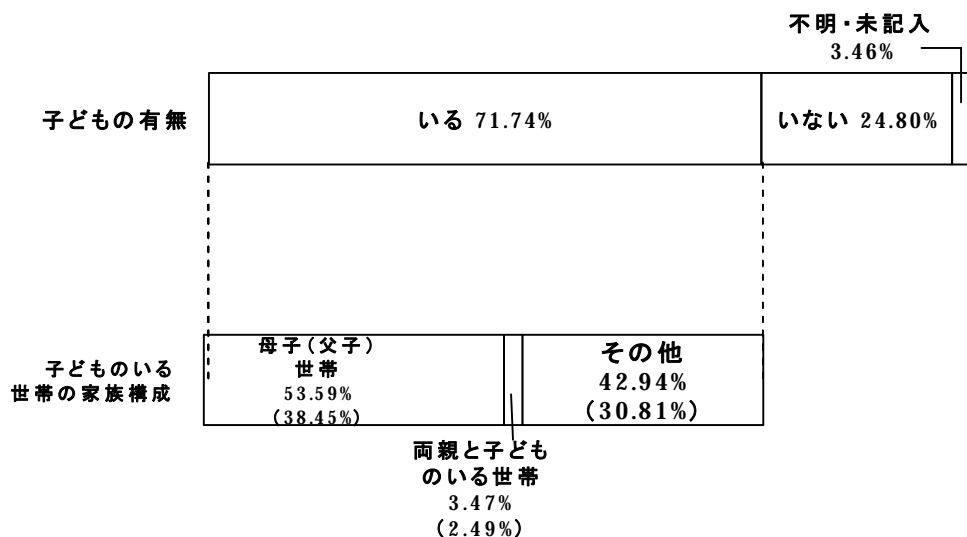 不明・未記入
3.46%
子どもの有無
いる 71.74%
いない 24.80%
子どものいる
世帯の家族構成
母子(父子)
世帯
53.59%
(38.45%)
その他
42.94%
(30.81%)
両親と子ども
のいる世帯
3.47%
(2.49%)